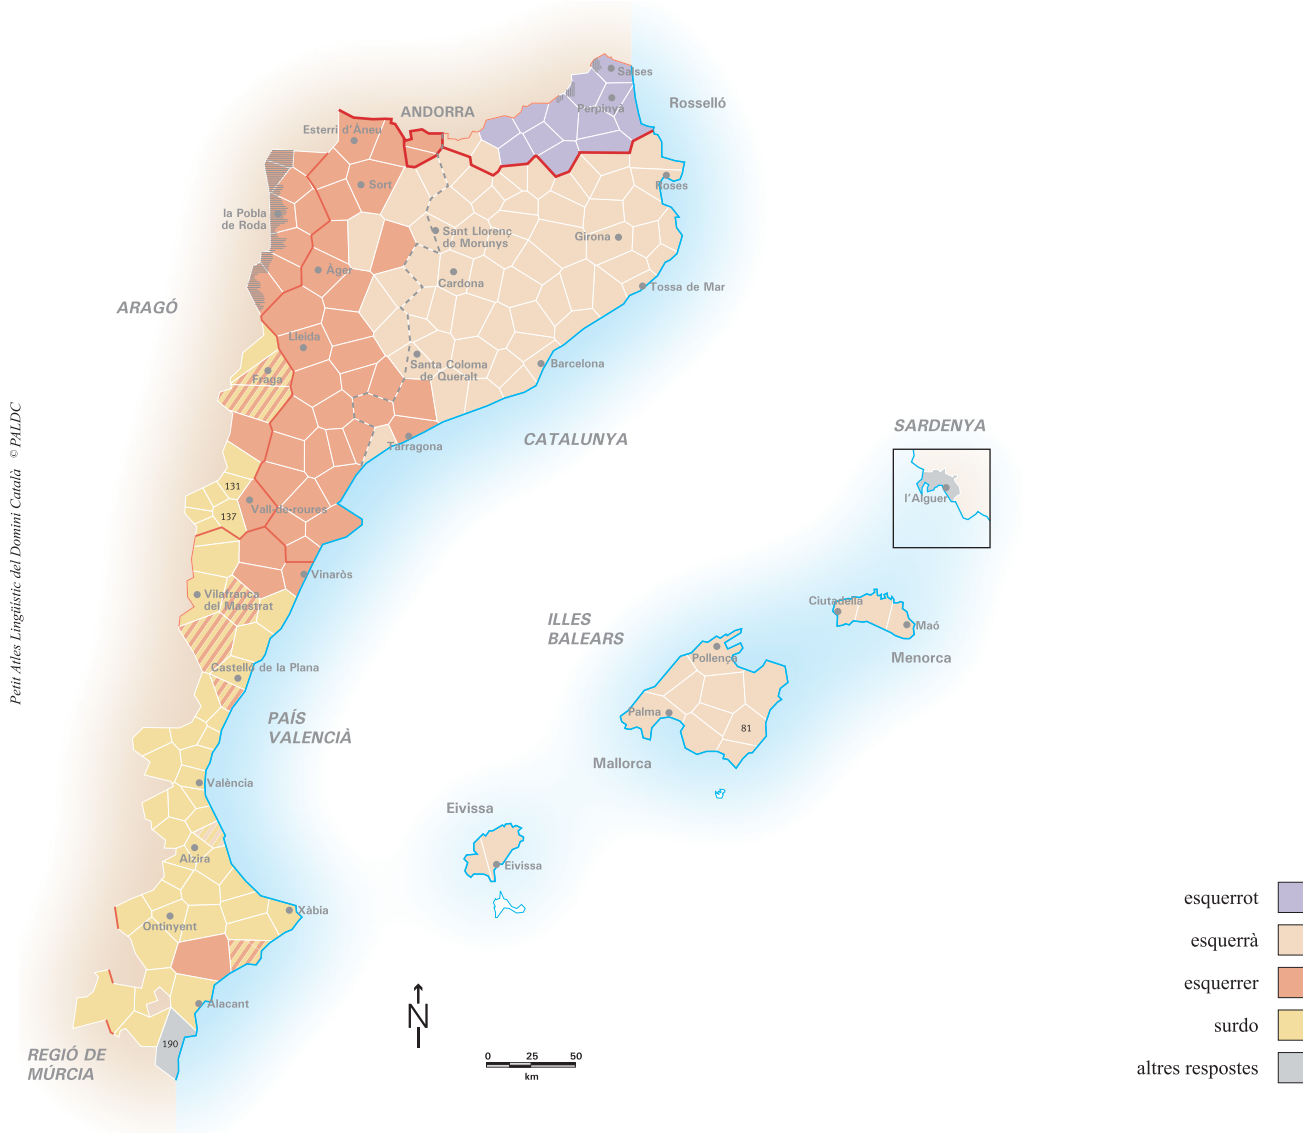 Salses
Rosselló
Perpinyà
ANDORRA
Esterri d'Àneu
Sort
Roses
la Pobla
de Roda
Sant Llorenç
de Morunys
Girona
Àger
Cardona
Tossa de Mar
ARAGÓ
Lleida
Santa Coloma
de Queralt
Barcelona
Fraga
CATALUNYA
Tarragona
SARDENYA
l'Alguer
131
Vall-de-roures
137
Vinaròs
Vilafranca
del Maestrat
ILLES
BALEARS
Ciutadella
Maó
Menorca
Pollença
Castelló de la Plana
Palma
81
PAÍS
VALENCIÀ
Mallorca
València
Eivissa
Alzira
Eivissa
Xàbia
Ontinyent
Alacant
190
REGIÓ DE
MÚRCIA
N
0 25 50
km
esquerrot
esquerrà
esquerrer
surdo
altres respostes
Petit Atles Lingüístic del Domini Català © PALDC